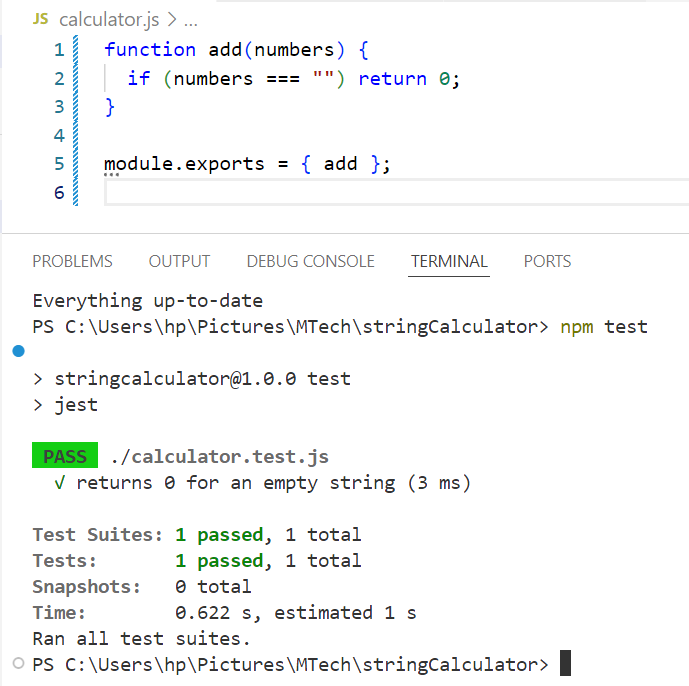 JS calculator.js > ...
1 function add(numbers) {
2 if (numbers === "") return 0;
3 }
4
5 module.exports = { add };
6
PROBLEMS OUTPUT DEBUG CONSOLE TERMINAL PORTS
Everything up-to-date
PS C:\Users\hp\Pictures\MTech\stringCalculator> npm test
> stringcalculator@1.0.0 test
> jest
PASS ./calculator.test.js
√ returns 0 for an empty string (3 ms)
Test Suites: 1 passed, 1 total
Tests: 1 passed, 1 total
Snapshots: 0 total
Time: 0.622 s, estimated 1 s
Ran all test suites.
PS C:\Users\hp\Pictures\MTech\stringCalculator>